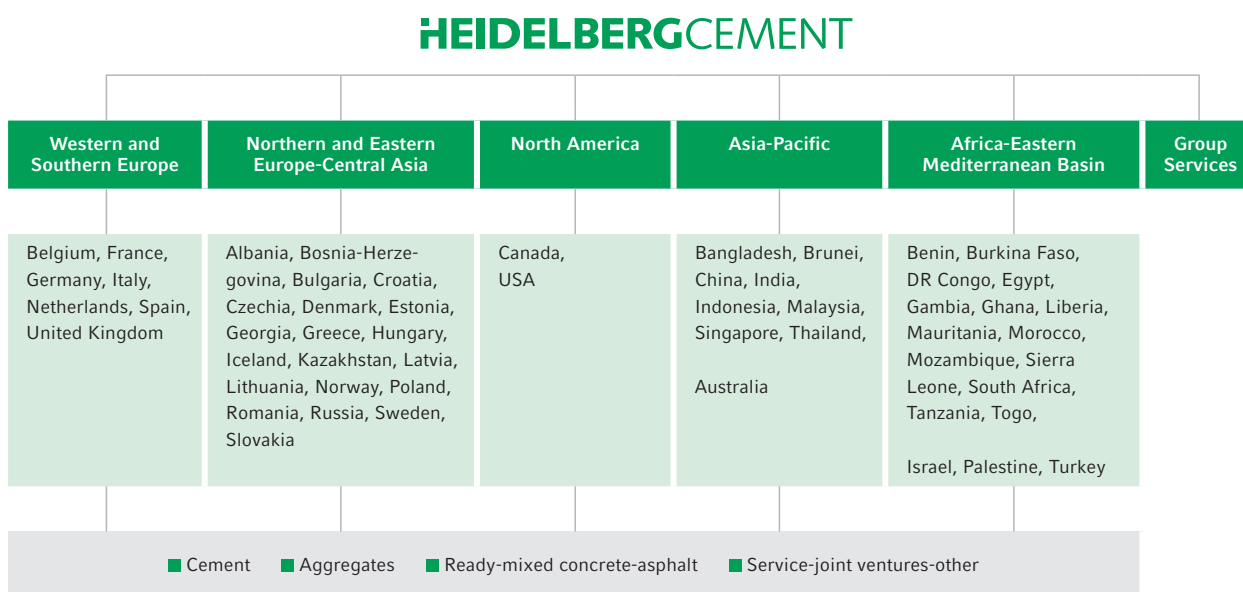 HEIDELBERGCEMENT
Western and
Southern Europe
Northern and Eastern
Europe-Central Asia
North America
Asia-Pacific
Africa-Eastern
Mediterranean Basin
Group
Services
Belgium, France,
Germany, Italy,
Netherlands, Spain,
United Kingdom
Albania, Bosnia-Herze-
govina, Bulgaria, Croatia,
Czechia, Denmark, Estonia,
Georgia, Greece, Hungary,
Iceland, Kazakhstan, Latvia,
Lithuania, Norway, Poland,
Romania, Russia, Sweden,
Slovakia
Canada,
USA
Bangladesh, Brunei,
China, India,
Indonesia, Malaysia,
Singapore, Thailand,
Australia
Benin, Burkina Faso,
DR Congo, Egypt,
Gambia, Ghana, Liberia,
Mauritania, Morocco,
Mozambique, Sierra
Leone, South Africa,
Tanzania, Togo,
Israel, Palestine, Turkey
Cement
Aggregates
Ready-mixed concrete-asphalt
Service-joint ventures-other